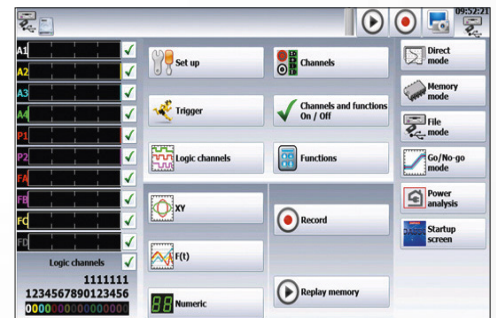 09:52:21
A1
A2
A3
A4
P1
P2
FA
FB
FC
FD
Logic channels
1111111
1234567890123456
0000000000000000
Set up
Channels
Trigger
Channels and functions
On / Off
Logic channels
Functions
XY
F(t)
Numeric
Record
Replay memory
Direct
mode
Memory
mode
File
mode
Go/No-go
mode
Power
analysis
Startup
screen